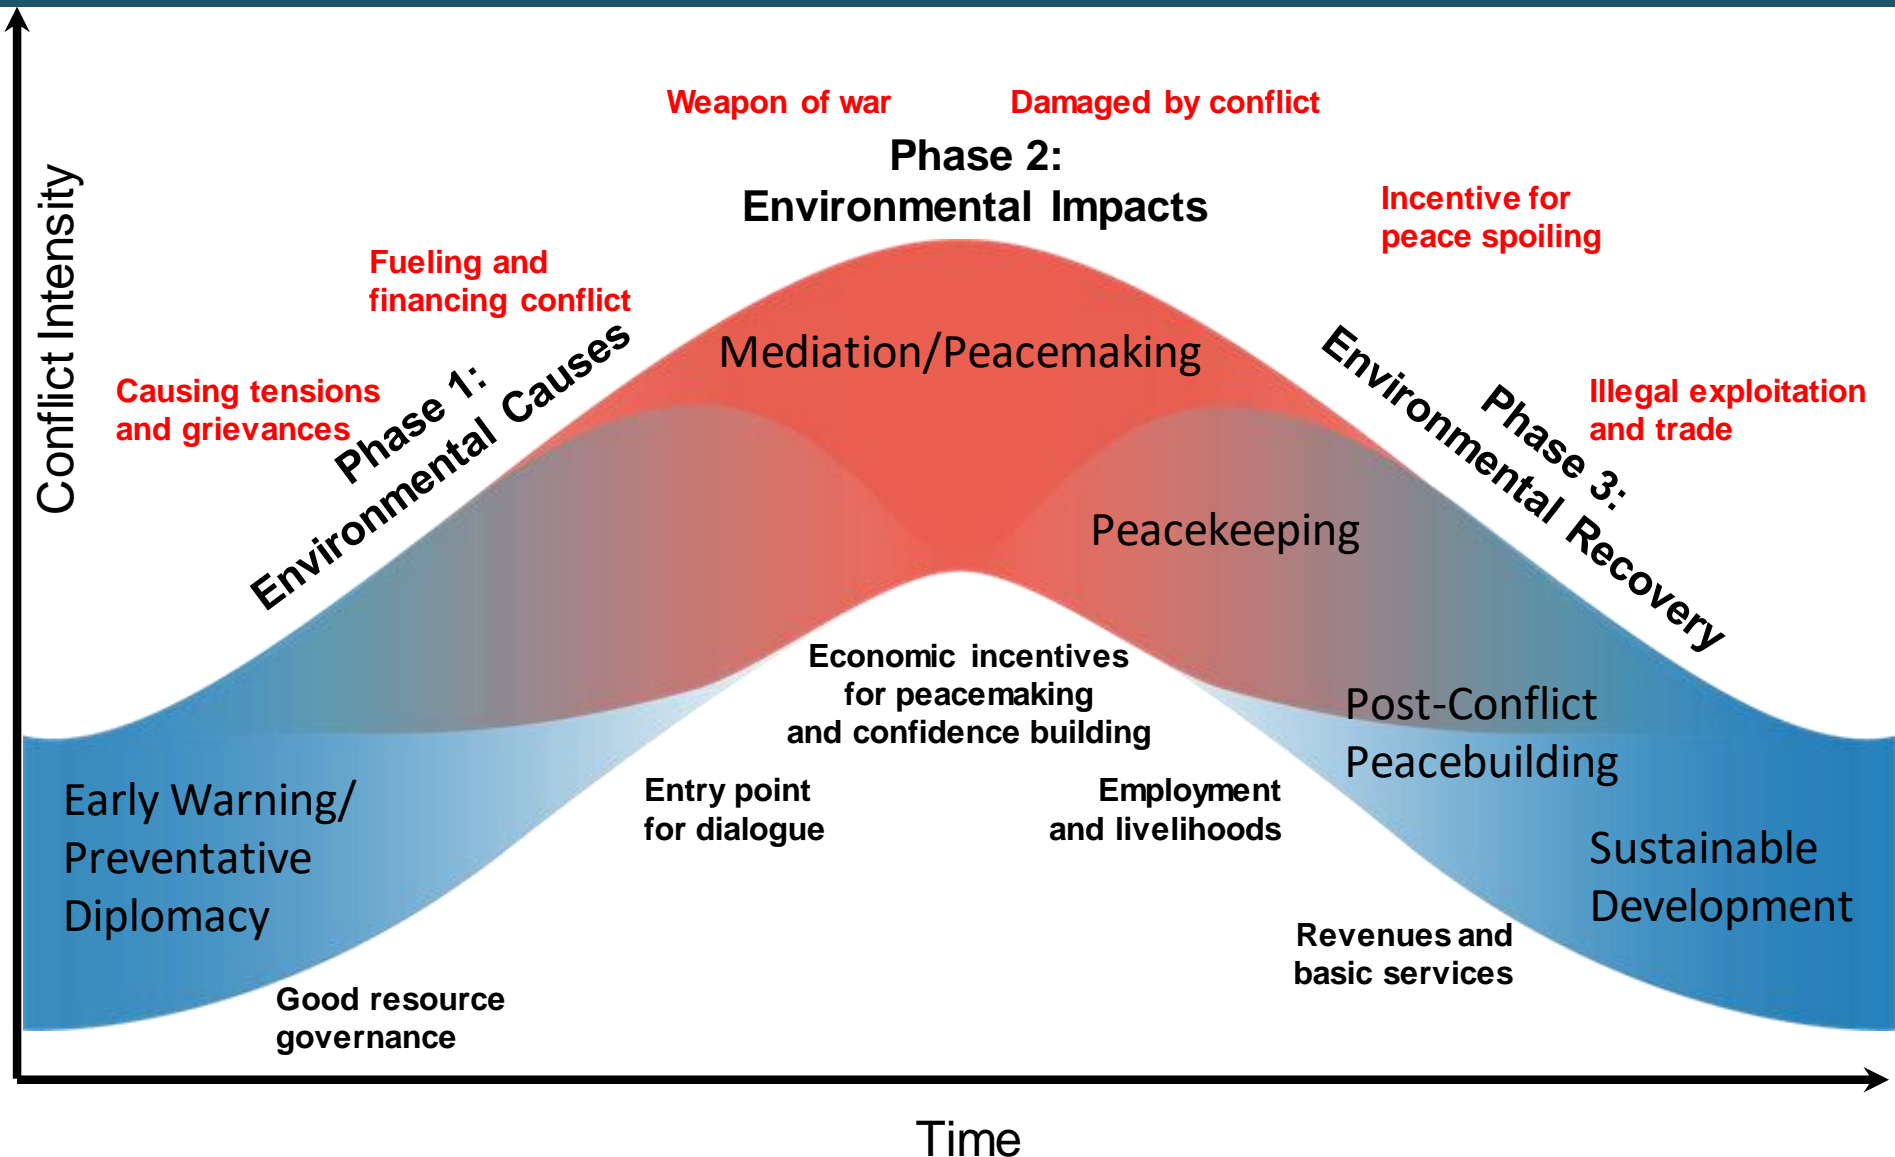 Weapon of war
Damaged by conflict
Phase 2:
Environmental Impacts
Incentive for
peace spoiling
Fueling and
financing conflict
Causing tensions
and grievances
Phase 1:
Environmental Causes
Conflict Intensity
Mediation/Peacemaking
Phase 3:
Environmental Recovery
Illegal exploitation
and trade
Peacekeeping
Economic incentives
for peacemaking
and confidence building
Post-Conflict
Peacebuilding
Early Warning/
Preventative
Diplomacy
Entry point
for dialogue
Employment
and livelihoods
Sustainable
Development
Revenues and
basic services
Good resource
governance
Time